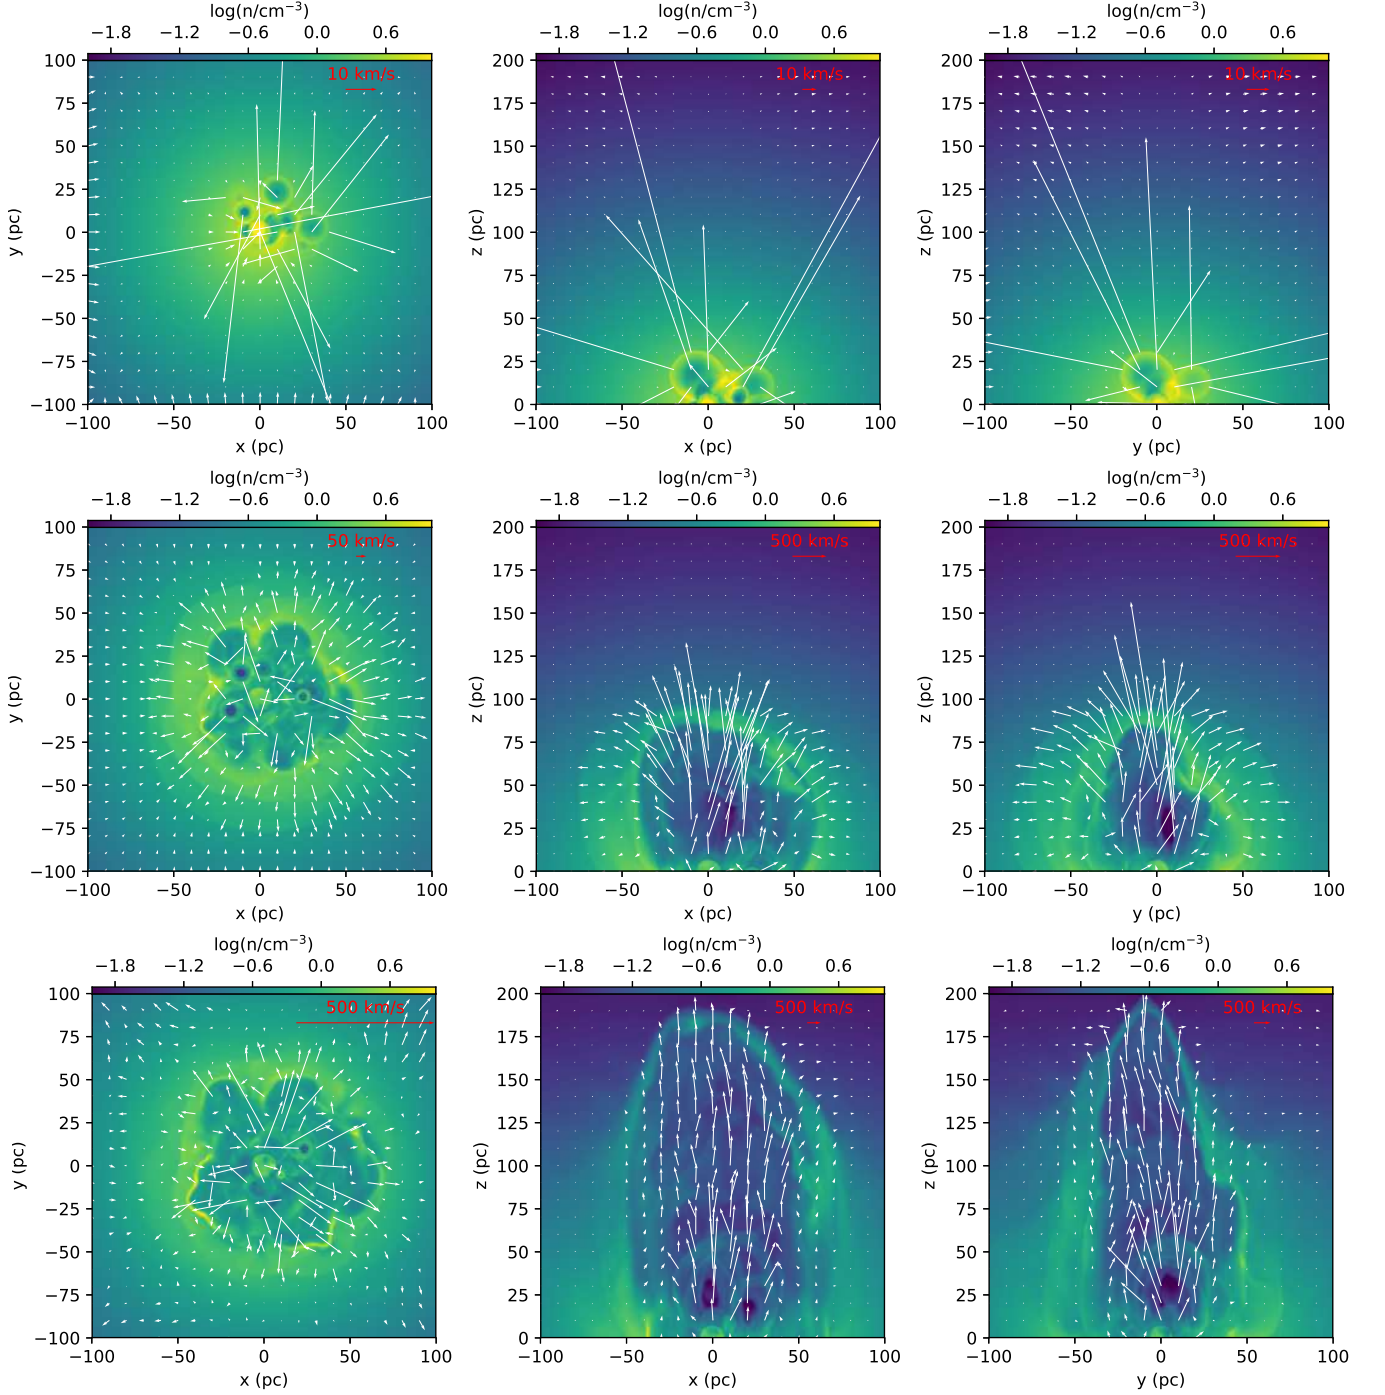 log(n/cm⁻³) log(n/cm⁻³) log(n/cm⁻³)
−1.8 −1.2 −0.6 0.0 0.6 −1.8 −1.2 −0.6 0.0 0.6 −1.8 −1.2 −0.6 0.0 0.6
10 km/s 10 km/s 10 km/s
100 75 50 25 0 −25 −50 −75 −100
y (pc)
−100 −50 0 50 100
x (pc)
200 175 150 125 100 75 50 25 0
z (pc)
−100 −50 0 50 100
x (pc)
200 175 150 125 100 75 50 25 0
z (pc)
−100 −50 0 50 100
y (pc)
log(n/cm⁻³) log(n/cm⁻³) log(n/cm⁻³)
−1.8 −1.2 −0.6 0.0 0.6 −1.8 −1.2 −0.6 0.0 0.6 −1.8 −1.2 −0.6 0.0 0.6
50 km/s 500 km/s 500 km/s
100 75 50 25 0 −25 −50 −75 −100
y (pc)
−100 −50 0 50 100
x (pc)
200 175 150 125 100 75 50 25 0
z (pc)
−100 −50 0 50 100
x (pc)
200 175 150 125 100 75 50 25 0
z (pc)
−100 −50 0 50 100
y (pc)
log(n/cm⁻³) log(n/cm⁻³) log(n/cm⁻³)
−1.8 −1.2 −0.6 0.0 0.6 −1.8 −1.2 −0.6 0.0 0.6 −1.8 −1.2 −0.6 0.0 0.6
500 km/s 500 km/s 500 km/s
100 75 50 25 0 −25 −50 −75 −100
y (pc)
−100 −50 0 50 100
x (pc)
200 175 150 125 100 75 50 25 0
z (pc)
−100 −50 0 50 100
x (pc)
200 175 150 125 100 75 50 25 0
z (pc)
−100 −50 0 50 100
y (pc)